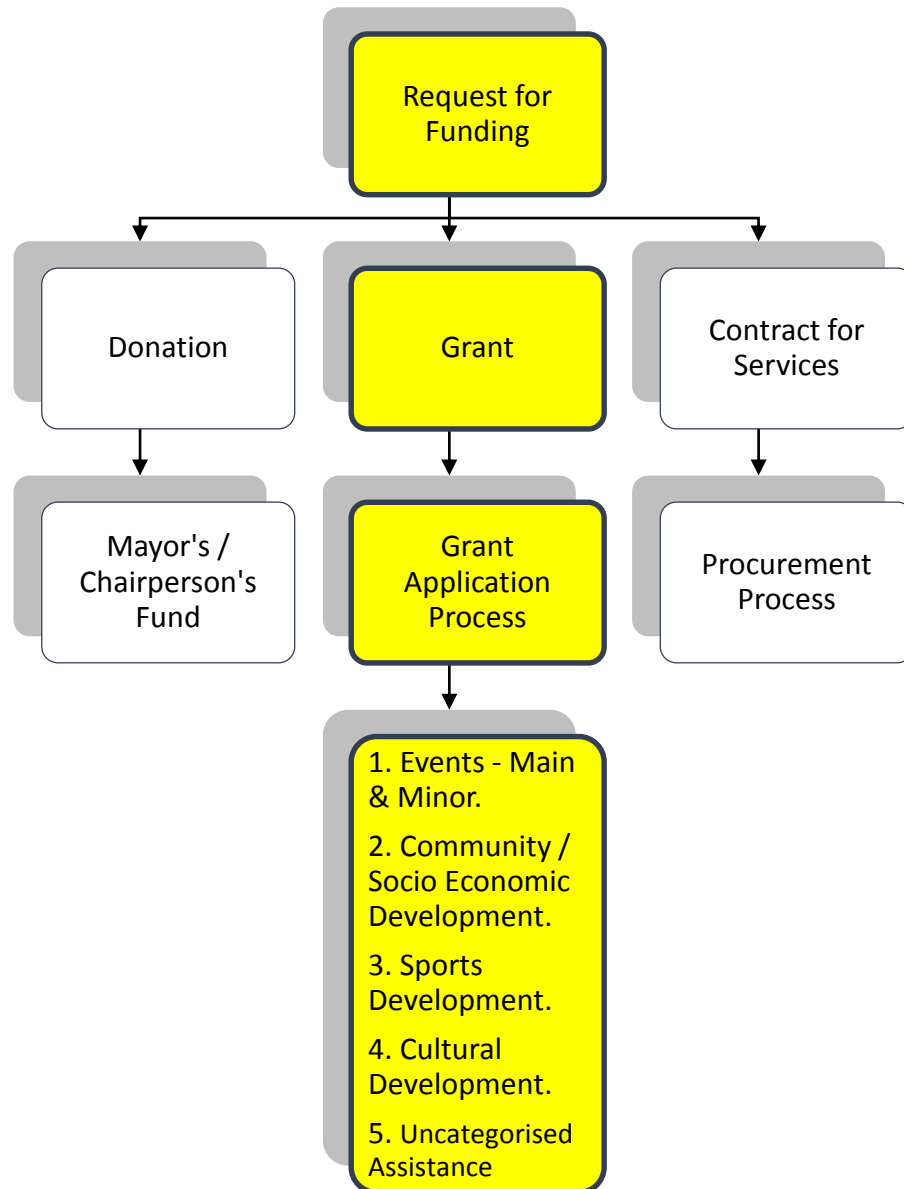 Request for
Funding
Donation
Grant
Contract for
Services
Mayor's /
Chairperson's
Fund
Grant
Application
Process
Procurement
Process
1. Events - Main
& Minor.
2. Community /
Socio Economic
Development.
3. Sports
Development.
4. Cultural
Development.
5. Uncategorised
Assistance